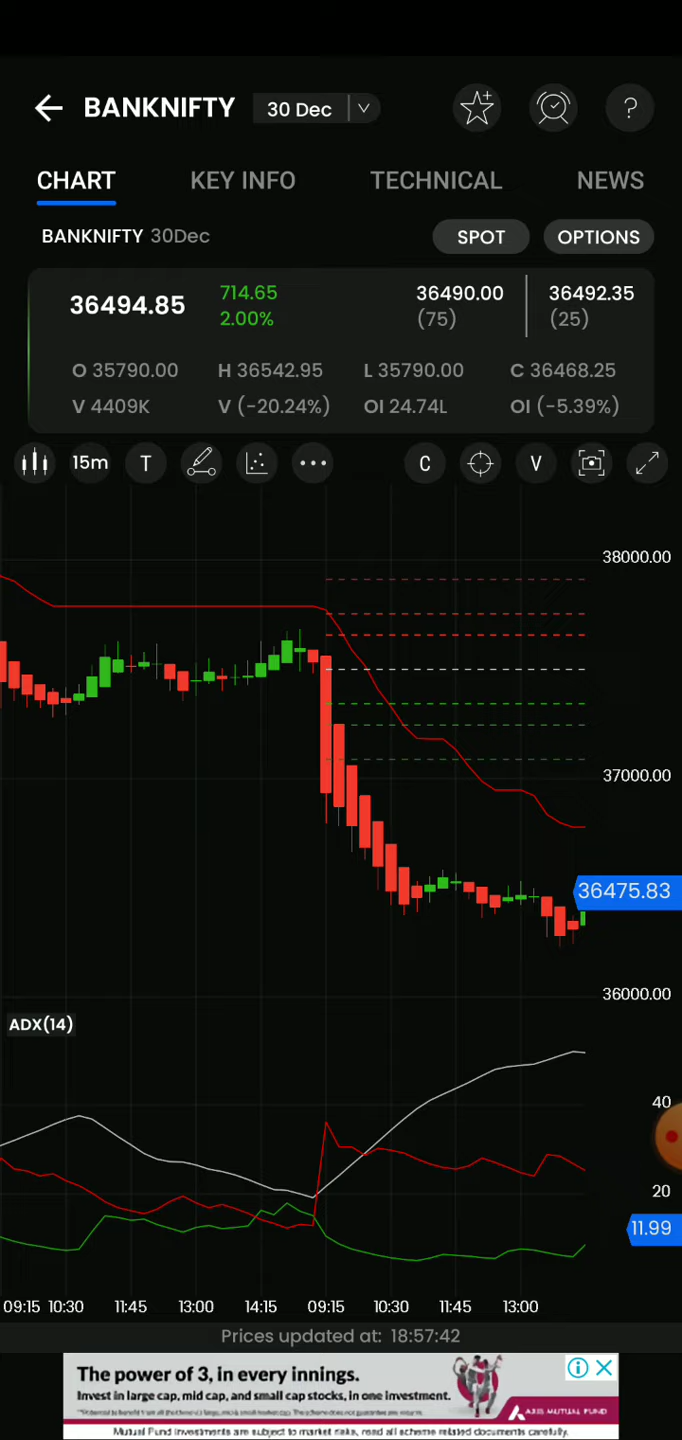 BANKNIFTY 30 Dec ?
CHART KEY INFO TECHNICAL NEWS
BANKNIFTY 30Dec SPOT OPTIONS
36494.85 714.65 2.00% 36490.00 (75) 36492.35 (25)
O 35790.00 H 36542.95 L 35790.00 C 36468.25
V 4409K V (-20.24%) OI 24.74L OI (-5.39%)
15m T C V
38000.00
37000.00
36475.83
36000.00
ADX(14)
40
20
11.99
09:15 10:30 11:45 13:00 14:15 09:15 10:30 11:45 13:00
Prices updated at: 18:57:42
The power of 3, in every innings.
Invest in large cap, mid cap, and small cap stocks, in one investment.
AXIS MUTUAL FUND
Mutual Fund investments are subject to market risks, read all scheme related documents carefully.